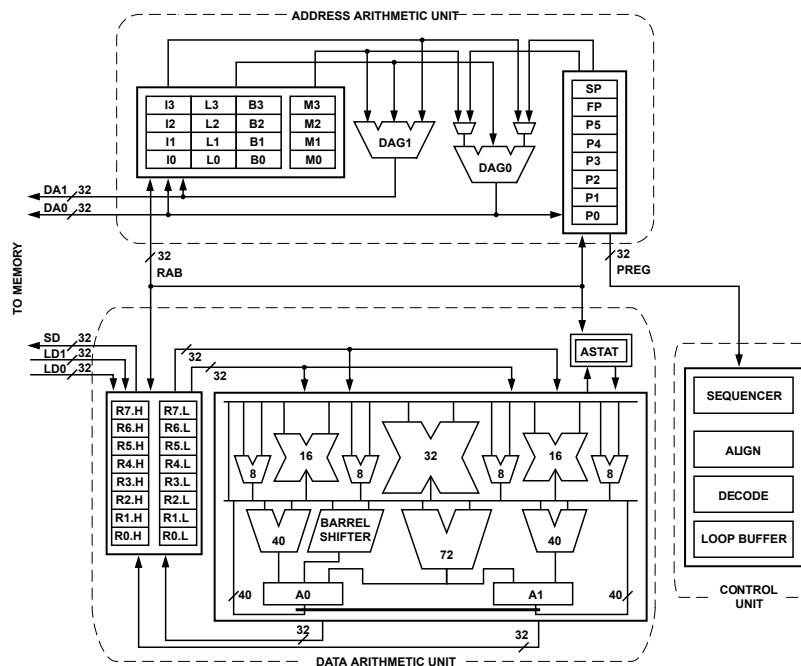 ADDRESS ARITHMETIC UNIT
I3 L3 B3 M3
I2 L2 B2 M2
I1 L1 B1 M1
I0 L0 B0 M0
DAG1
DAG0
SP
FP
P5
P4
P3
P2
P1
P0
DA1 32
DA0 32
TO MEMORY
32
RAB
32
PREG
SD 32
LD1 32
LD0 32
32
32
ASTAT
R7.H R7.L
R6.H R6.L
R5.H R5.L
R4.H R4.L
R3.H R3.L
R2.H R2.L
R1.H R1.L
R0.H R0.L
8 16 8 32 8 16 8
40
BARREL
SHIFTER
72
40
40 A0 A1 40
32
32
DATA ARITHMETIC UNIT
SEQUENCER
ALIGN
DECODE
LOOP BUFFER
CONTROL
UNIT